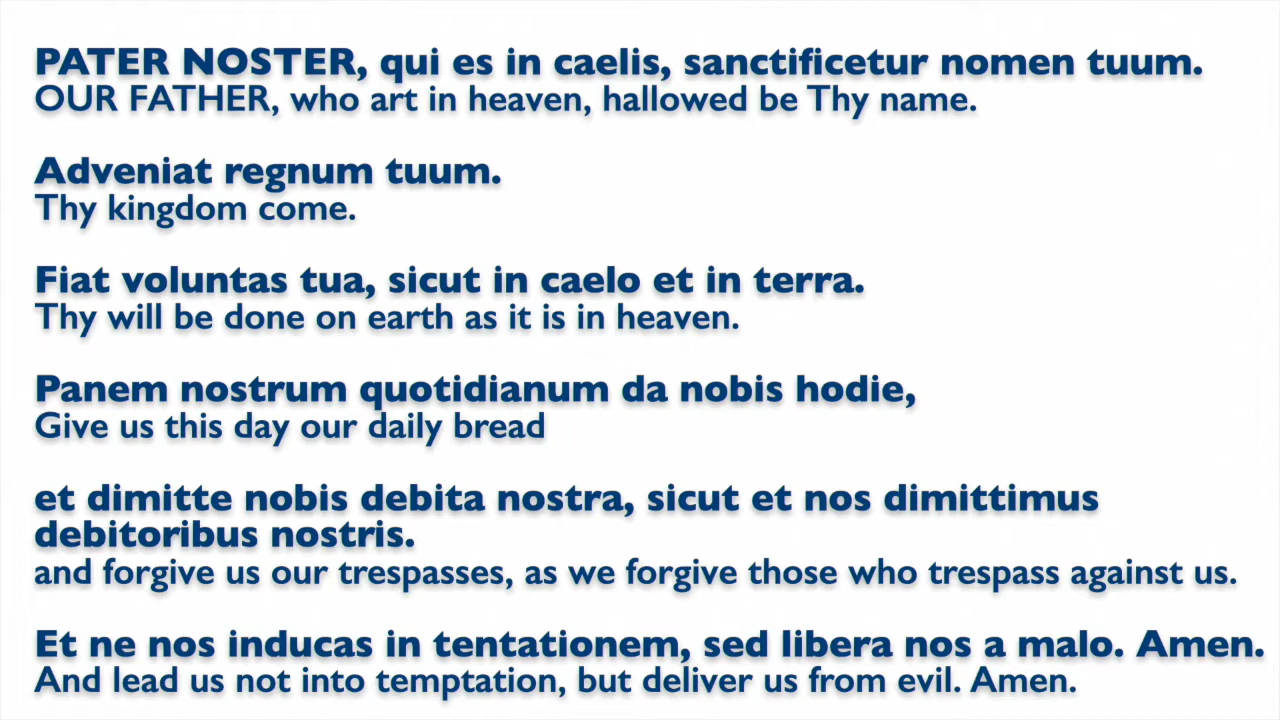 PATER NOSTER, qui es in caelis, sanctificetur nomen tuum.
OUR FATHER, who art in heaven, hallowed be Thy name.
Adveniat regnum tuum.
Thy kingdom come.
Fiat voluntas tua, sicut in caelo et in terra.
Thy will be done on earth as it is in heaven.
Panem nostrum quotidianum da nobis hodie,
Give us this day our daily bread
et dimitte nobis debita nostra, sicut et nos dimittimus
debitoribus nostris.
and forgive us our trespasses, as we forgive those who trespass against us.
Et ne nos inducas in tentationem, sed libera nos a malo. Amen.
And lead us not into temptation, but deliver us from evil. Amen.